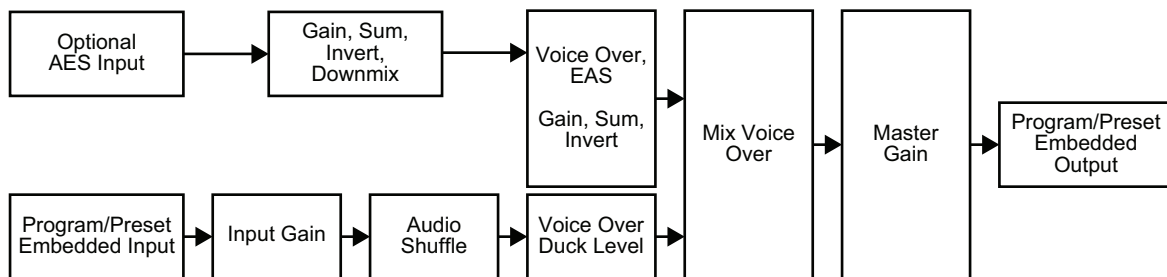 Optional
AES Input
Gain, Sum,
Invert,
Downmix
Voice Over,
EAS
Gain, Sum,
Invert
Mix Voice
Over
Master
Gain
Program/Preset
Embedded
Output
Program/Preset
Embedded Input
Input Gain
Audio
Shuffle
Voice Over
Duck Level